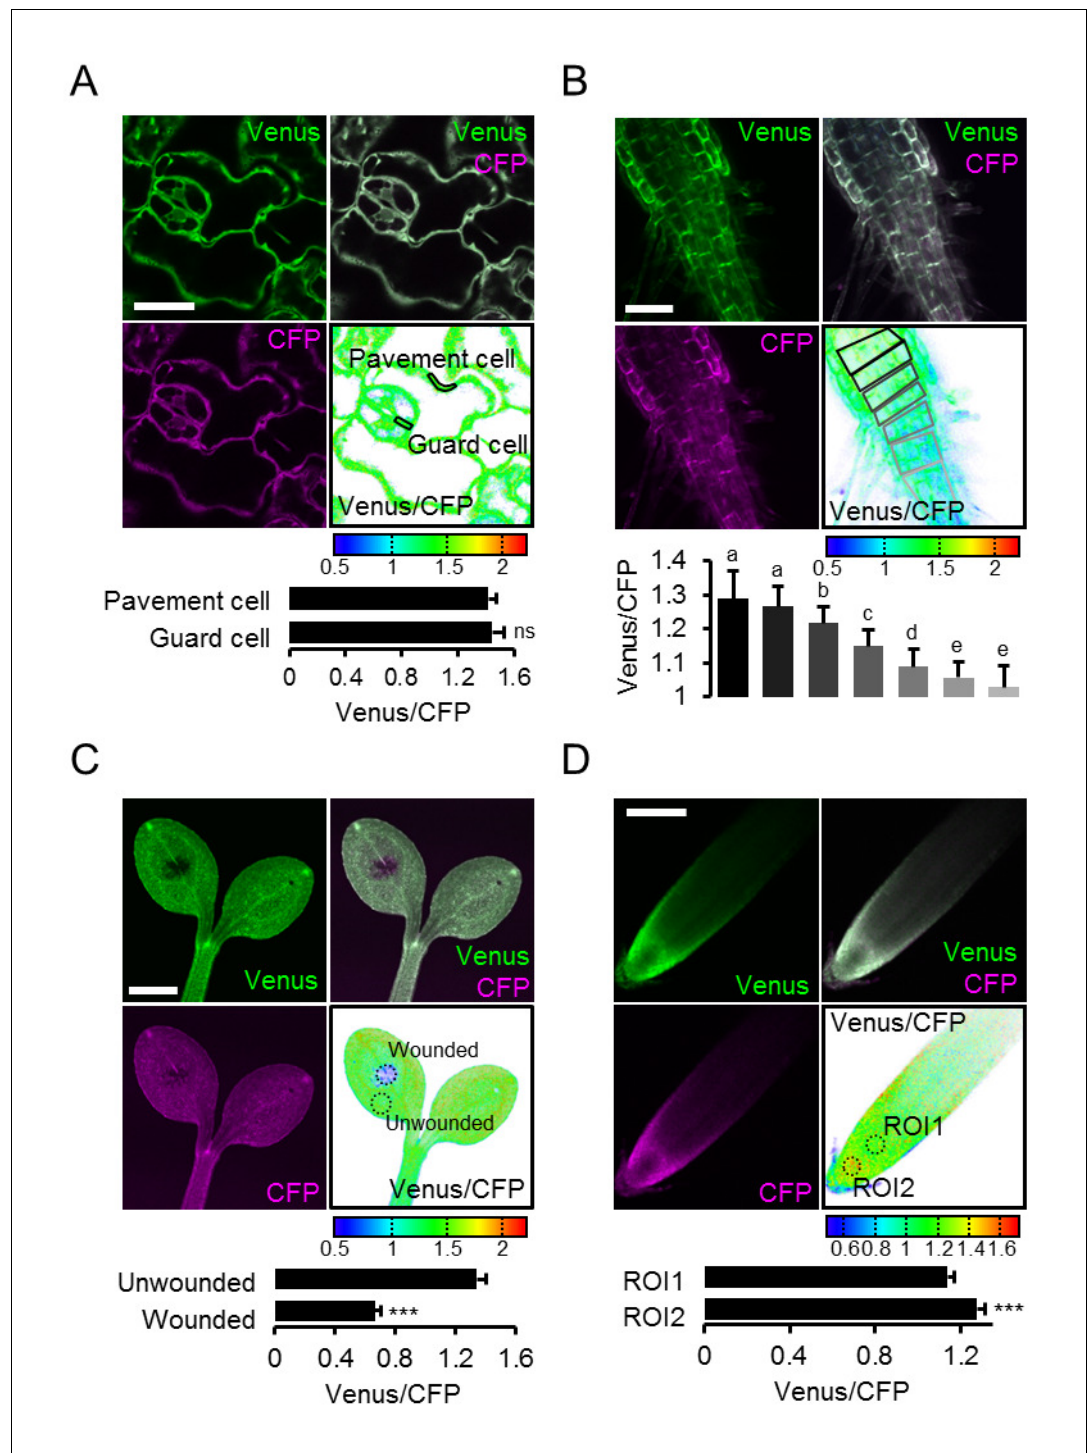 A
Venus
Venus
CFP
CFP
Pavement cell
Guard cell
Venus/CFP
0.5 1 1.5 2
Pavement cell
Guard cell
ns
0 0.4 0.8 1.2 1.6
Venus/CFP
B
Venus
Venus
CFP
CFP
Venus/CFP
0.5 1 1.5 2
Venus/CFP
1.4
1.3
1.2
1.1
1
a a b c d e e
C
Venus
Venus
CFP
CFP
Wounded
Unwounded
Venus/CFP
0.5 1 1.5 2
Unwounded
Wounded
***
0 0.4 0.8 1.2 1.6
Venus/CFP
D
Venus
Venus
CFP
CFP
Venus/CFP
ROI1
ROI2
0.6 0.8 1 1.2 1.4 1.6
ROI1
ROI2
***
0 0.4 0.8 1.2
Venus/CFP